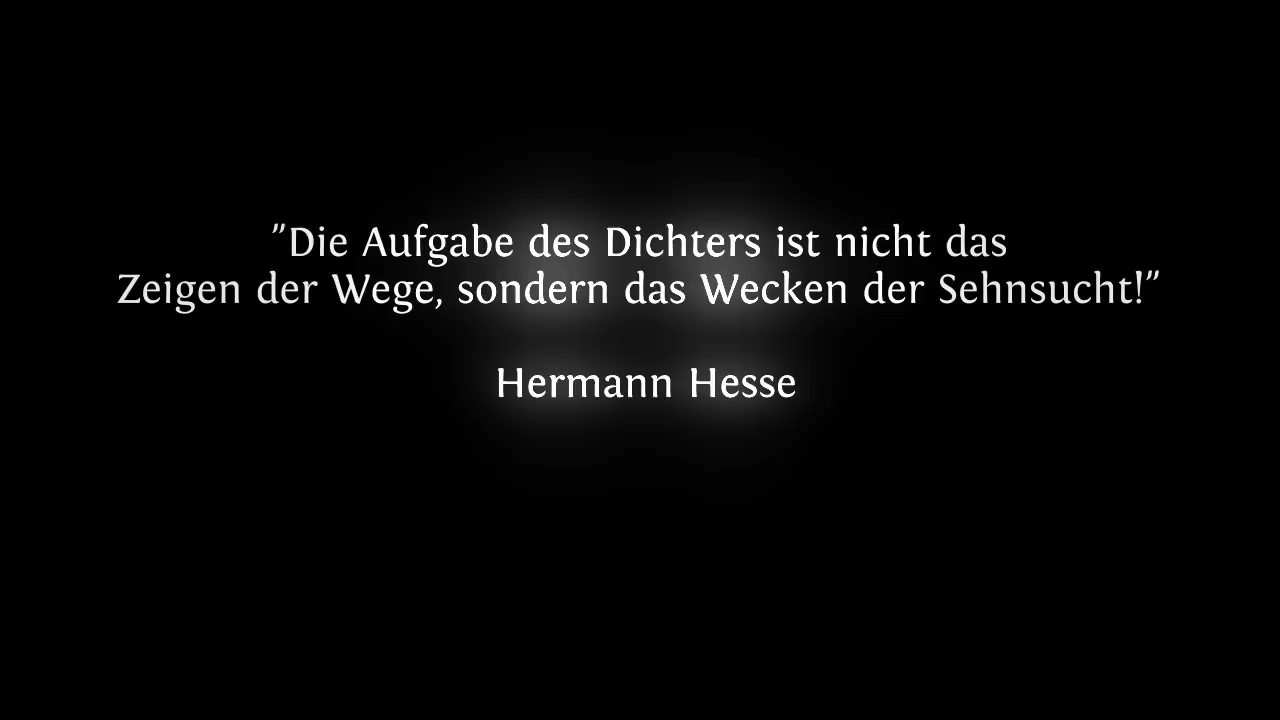 "Die Aufgabe des Dichters ist nicht das
Zeigen der Wege, sondern das Wecken der Sehnsucht!"
Hermann Hesse